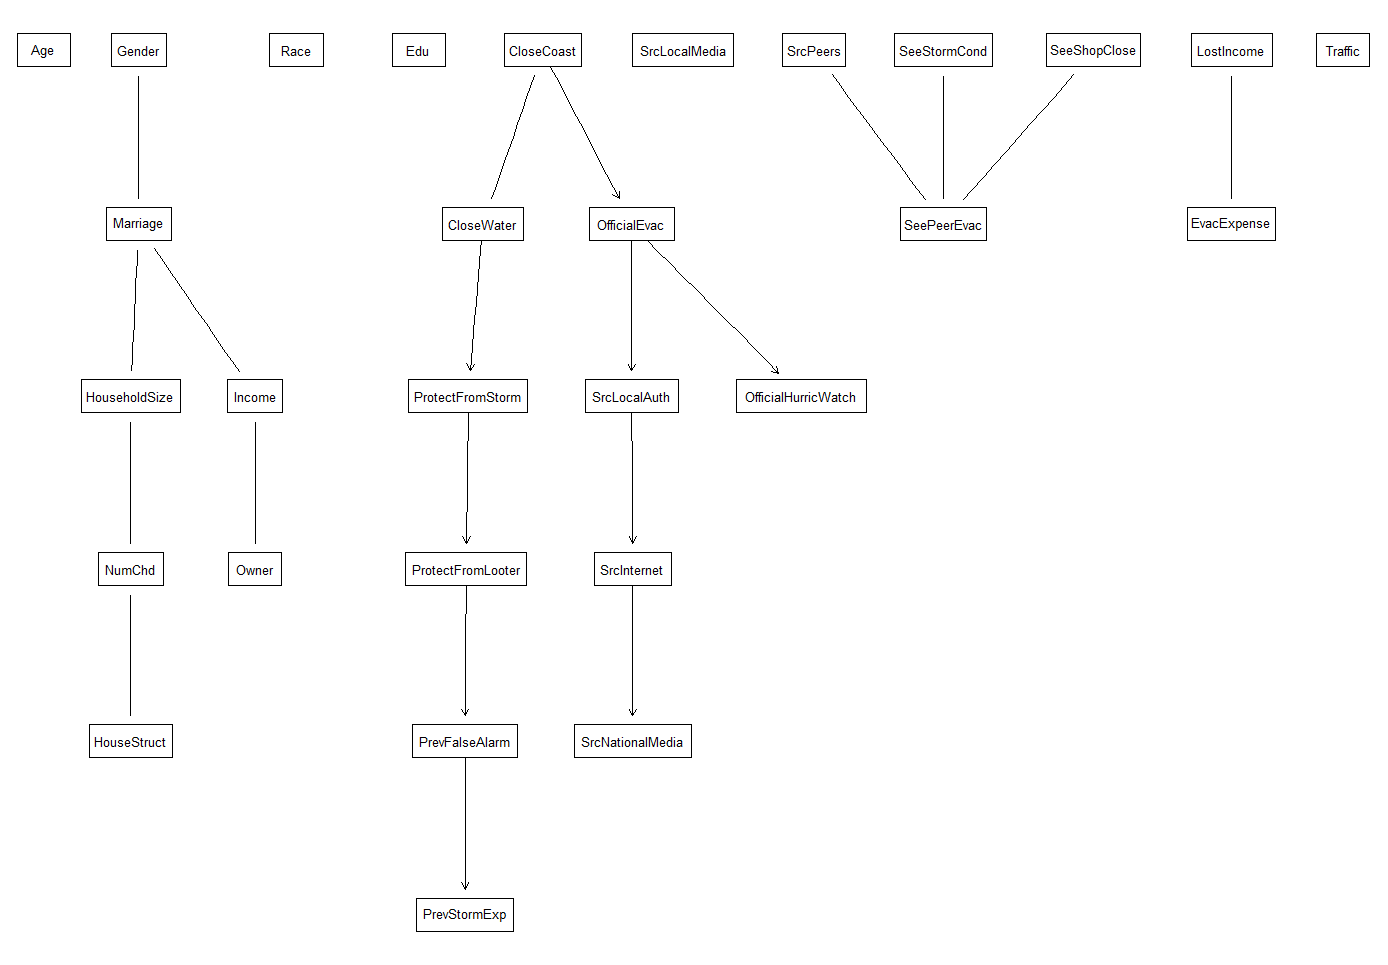 Age
Gender
Race
Edu
CloseCoast
SrcLocalMedia
SrcPeers
SeeStormCond
SeeShopClose
LostIncome
Traffic
Marriage
CloseWater
OfficialEvac
SeePeerEvac
EvacExpense
HouseholdSize
Income
ProtectFromStorm
SrcLocalAuth
OfficialHurricWatch
NumChd
Owner
ProtectFromLooter
SrcInternet
HouseStruct
PrevFalseAlarm
SrcNationalMedia
PrevStormExp